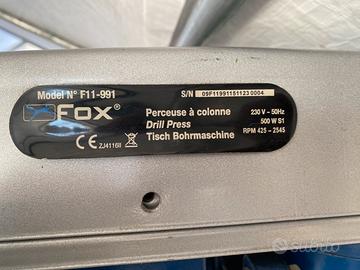 Model N° F11-991
S/N 09F11991151123 0004
FOX®
Perceuse à colonne
Drill Press
Tisch Bohrmaschine
230 V ~ 50Hz
500 W S1
RPM 425 - 2545
CE ZJ4116II
subito